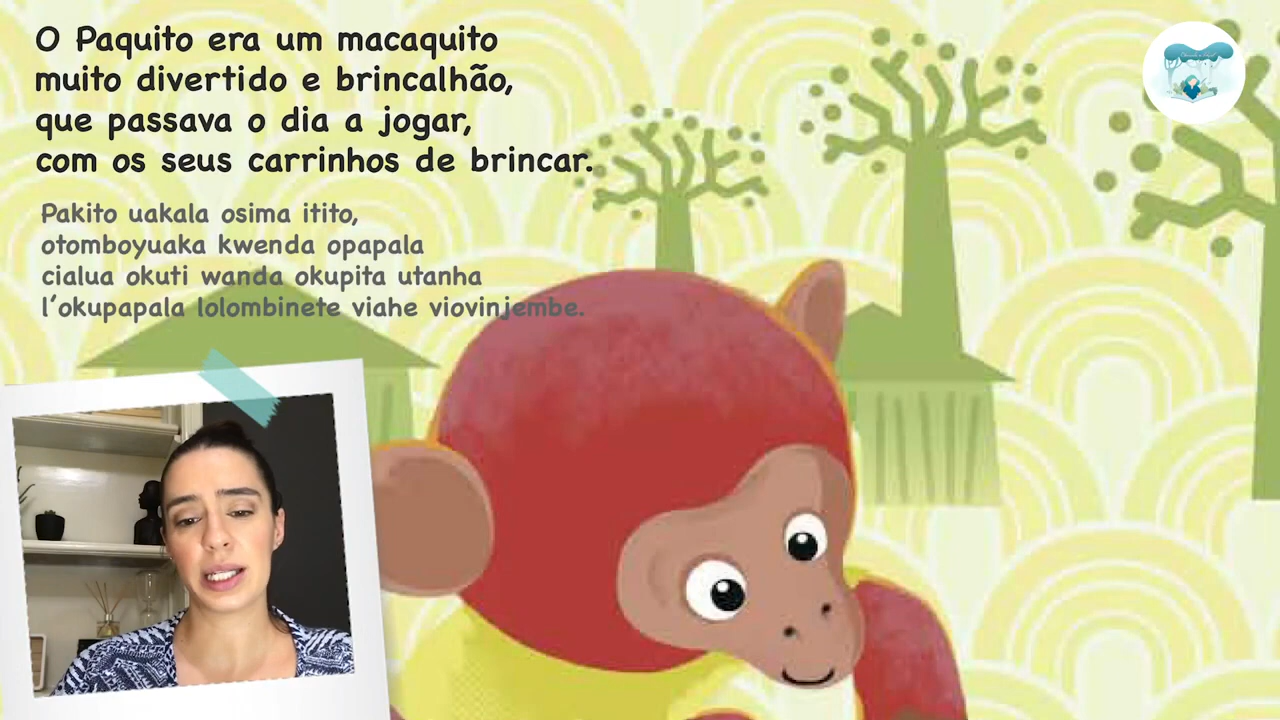 O Paquito era um macaquito
muito divertido e brincalhão,
que passava o dia a jogar,
com os seus carrinhos de brincar.
Pakito uakala osima itito,
otomboyuaka kwenda opapala
cialua okuti wanda okupita utanha
l'okupapala lolombinete viahe viovinjembe.